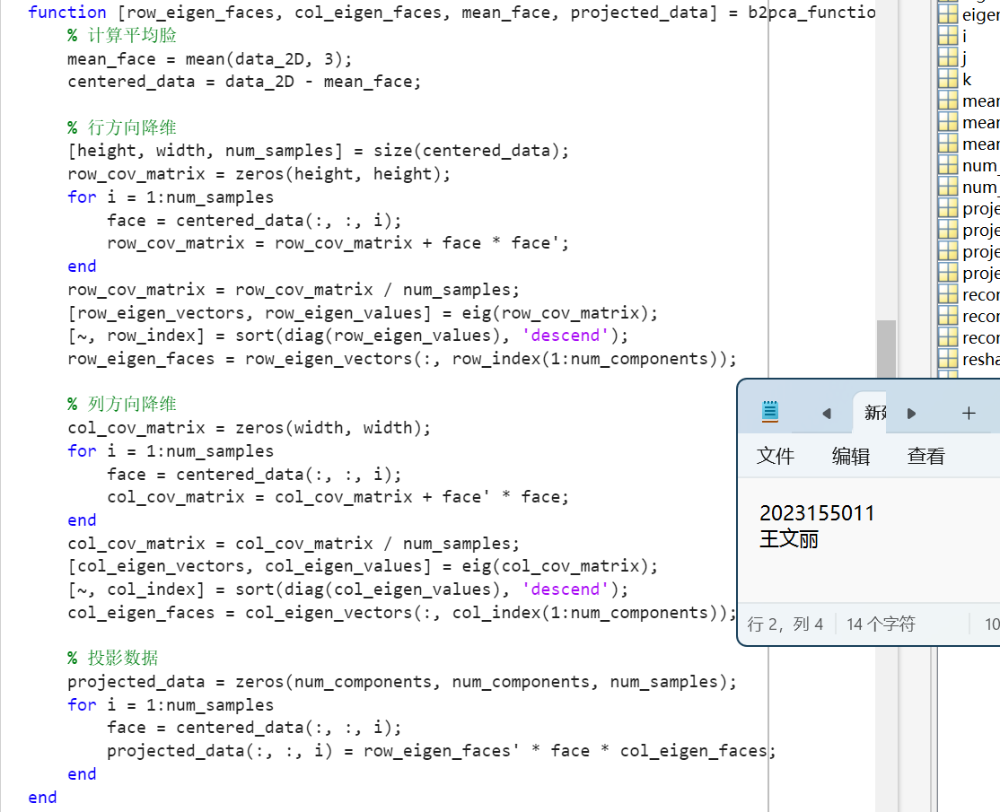 function [row_eigen_faces, col_eigen_faces, mean_face, projected_data] = b2pca_functio
% 计算平均脸
mean_face = mean(data_2D, 3);
centered_data = data_2D - mean_face;
% 行方向降维
[height, width, num_samples] = size(centered_data);
row_cov_matrix = zeros(height, height);
for i = 1:num_samples
face = centered_data(:, :, i);
row_cov_matrix = row_cov_matrix + face * face';
end
row_cov_matrix = row_cov_matrix / num_samples;
[row_eigen_vectors, row_eigen_values] = eig(row_cov_matrix);
[~, row_index] = sort(diag(row_eigen_values), 'descend');
row_eigen_faces = row_eigen_vectors(:, row_index(1:num_components));
% 列方向降维
col_cov_matrix = zeros(width, width);
for i = 1:num_samples
face = centered_data(:, :, i);
col_cov_matrix = col_cov_matrix + face' * face;
end
col_cov_matrix = col_cov_matrix / num_samples;
[col_eigen_vectors, col_eigen_values] = eig(col_cov_matrix);
[~, col_index] = sort(diag(col_eigen_values), 'descend');
col_eigen_faces = col_eigen_vectors(:, col_index(1:num_components));
% 投影数据
projected_data = zeros(num_components, num_components, num_samples);
for i = 1:num_samples
face = centered_data(:, :, i);
projected_data(:, :, i) = row_eigen_faces' * face * col_eigen_faces;
end
end
eigen
i
j
k
mean
mean
mean
num_
num_
proje
proje
proje
proje
recor
recor
recor
resha
新建
文件 编辑 查看
2023155011
王文丽
行 2，列 4 14 个字符 10